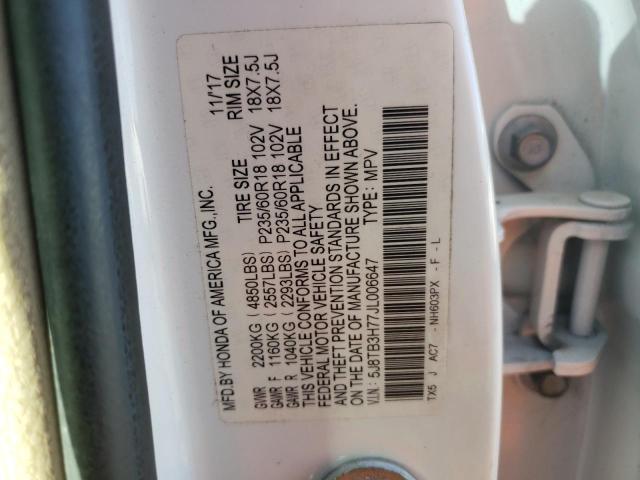 MFD.BY HONDA OF AMERICA MFG.,INC. 11/'17
TIRE SIZE RIM SIZE
GVWR 2200KG ( 4850LBS)
GAWR F 1160KG ( 2557LBS) P235/60R18 102V 18X7.5J
GAWR R 1040KG ( 2293LBS) P235/60R18 102V 18X7.5J
THIS VEHICLE CONFORMS TO ALL APPLICABLE
FEDERAL MOTOR VEHICLE SAFETY
AND THEFT PREVENTION STANDARDS IN EFFECT
ON THE DATE OF MANUFACTURE SHOWN ABOVE.
V.I.N.: 5J8TB3H77JL006647 TYPE: MPV
TX5 J AC7 - NH603PX - F - L